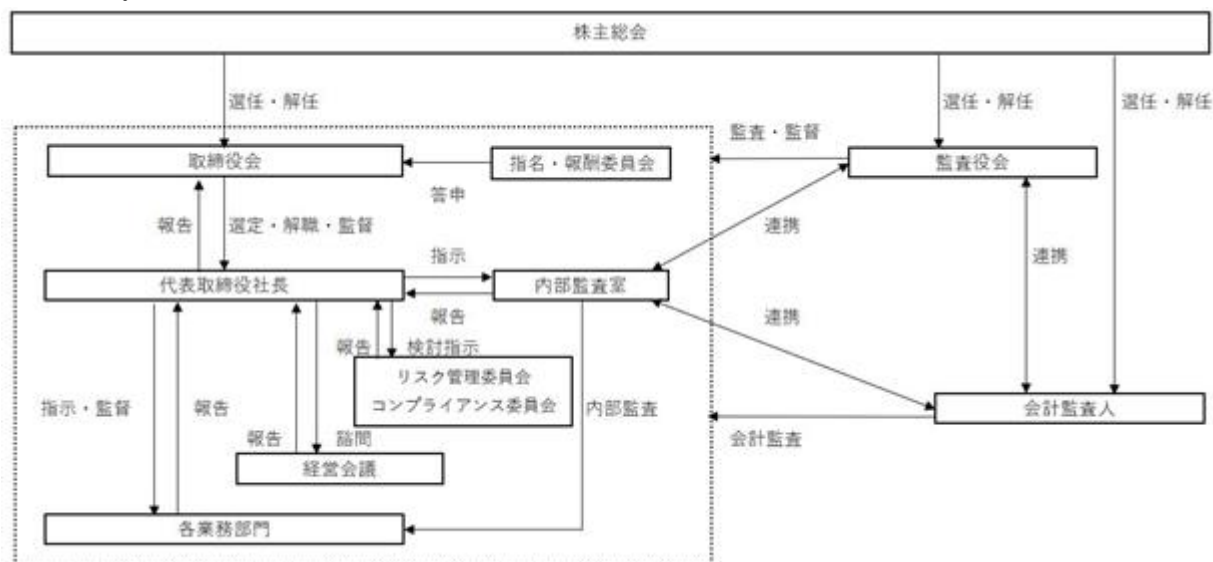 株主総会
選任・解任
選任・解任
選任・解任
監査・監督
取締役会
指名・報酬委員会
監査役会
答申
報告
選定・解職・監督
連携
指示
連携
代表取締役社長
内部監査室
報告
連携
報告
検討指示
リスク管理委員会
コンプライアンス委員会
指示・監督
報告
内部監査
会計監査人
報告
諮問
会計監査
経営会議
各業務部門